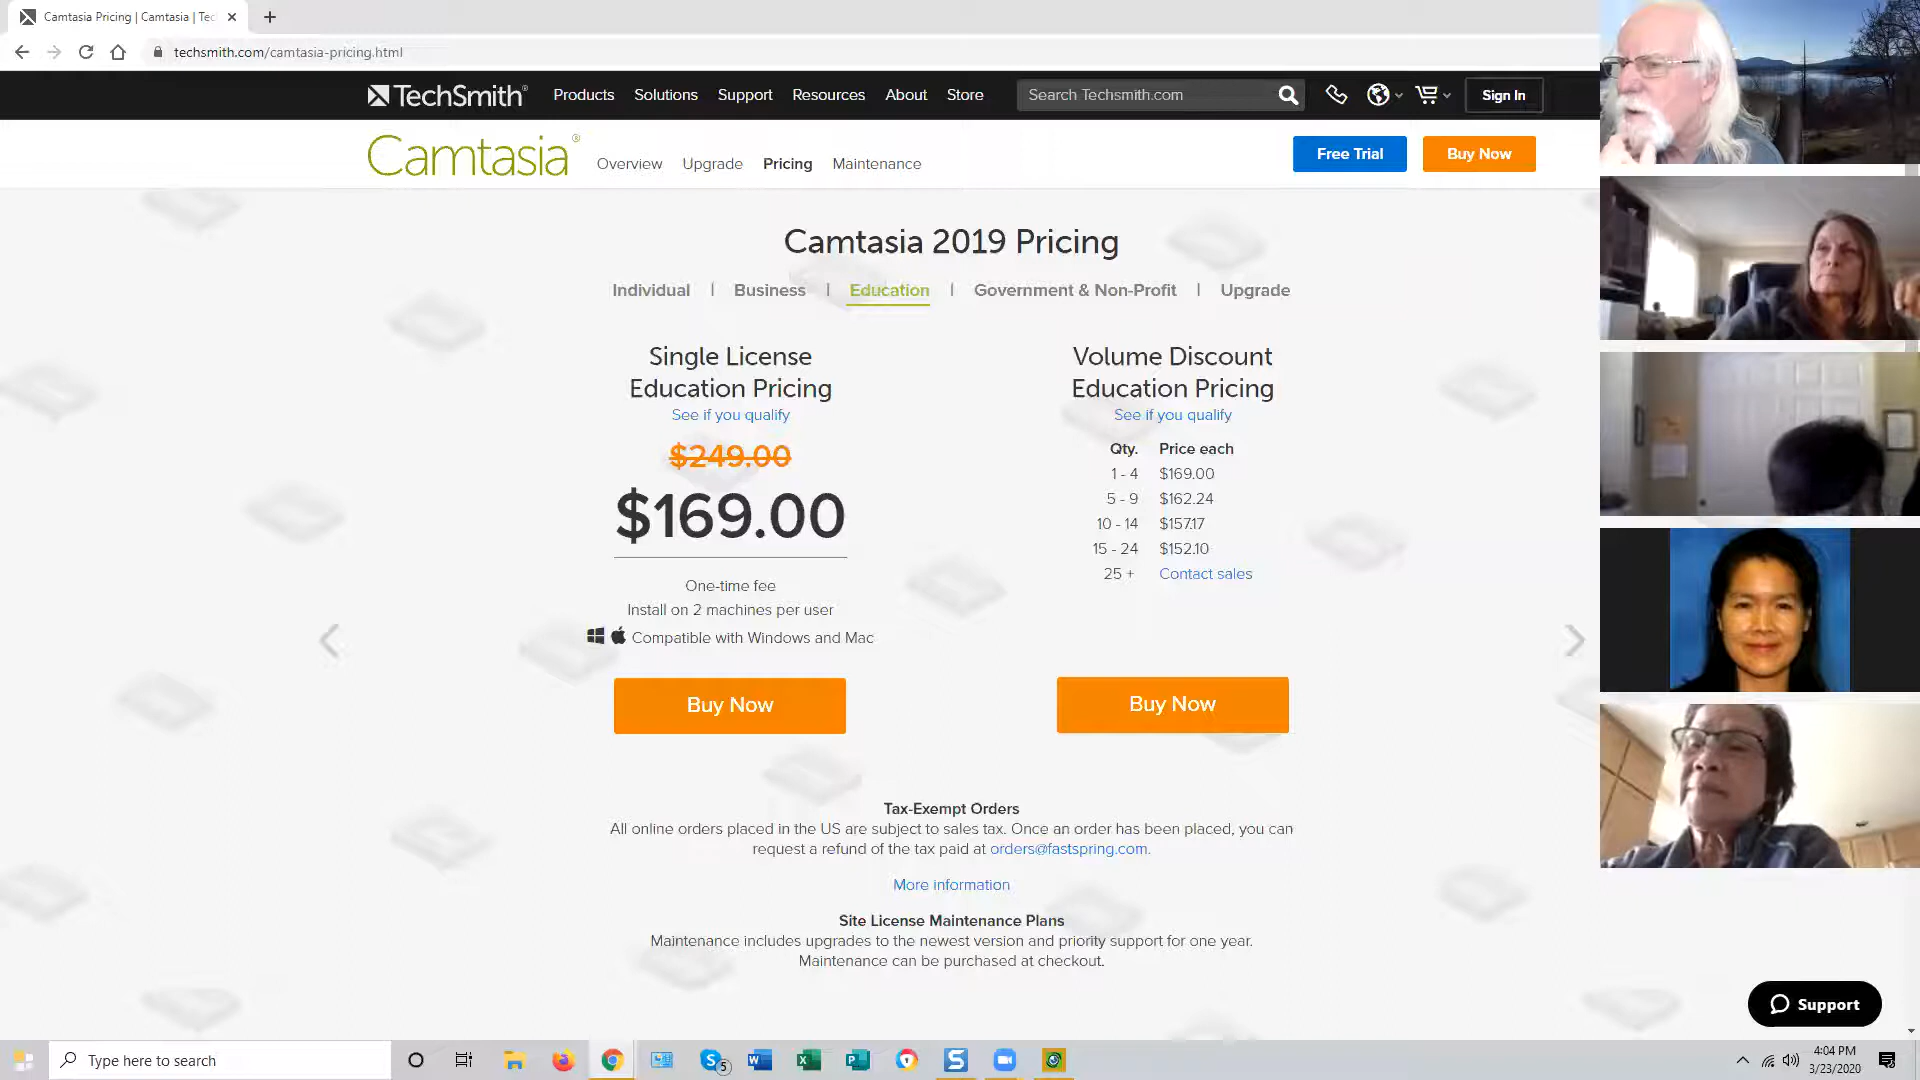 Camtasia Pricing | Camtasia | Tec
techsmith.com/camtasia-pricing.html
TechSmith®
Products
Solutions
Support
Resources
About
Store
Search Techsmith.com
Sign In
Camtasia®
Overview
Upgrade
Pricing
Maintenance
Free Trial
Buy Now
Camtasia 2019 Pricing
Individual | Business | Education | Government & Non-Profit | Upgrade
Single License
Education Pricing
See if you qualify
$249.00
$169.00
One-time fee
Install on 2 machines per user
Compatible with Windows and Mac
Buy Now
Volume Discount
Education Pricing
See if you qualify
Qty. Price each
1 - 4 $169.00
5 - 9 $162.24
10 - 14 $157.17
15 - 24 $152.10
25 + Contact sales
Buy Now
Tax-Exempt Orders
All online orders placed in the US are subject to sales tax. Once an order has been placed, you can
request a refund of the tax paid at orders@fastspring.com.
More information
Site License Maintenance Plans
Maintenance includes upgrades to the newest version and priority support for one year.
Maintenance can be purchased at checkout.
Support
Type here to search
5
4:04 PM
3/23/2020